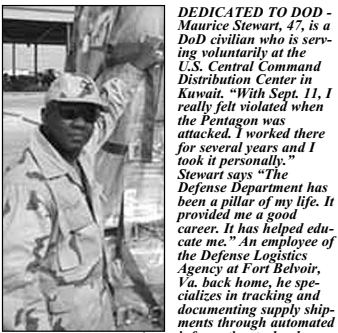 DEDICATED TO DOD -
Maurice Stewart, 47, is a
DoD civilian who is serv-
ing voluntarily at the
U.S. Central Command
Distribution Center in
Kuwait. “With Sept. 11, I
really felt violated when
the Pentagon was
attacked. I worked there
for several years and I
took it personally.”
Stewart says “The
Defense Department has
been a pillar of my life. It
provided me a good
career. It has helped edu-
cate me.” An employee of
the Defense Logistics
Agency at Fort Belvoir,
Va. back home, he spe-
cializes in tracking and
documenting supply ship-
ments through automated